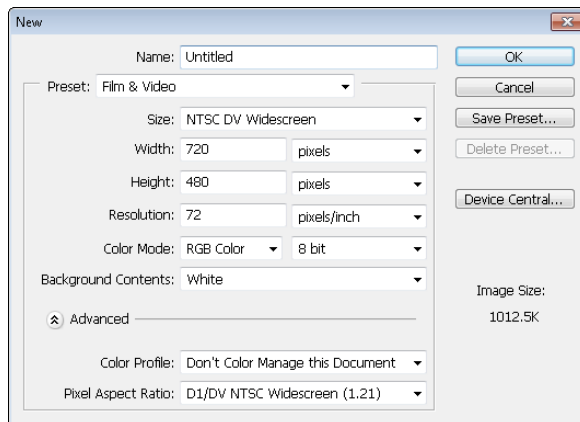 New
Name: Untitled OK
Preset: Film & Video Cancel
Size: NTSC DV Widescreen Save Preset...
Width: 720 pixels Delete Preset...
Height: 480 pixels
Resolution: 72 pixels/inch Device Central...
Color Mode: RGB Color 8 bit
Background Contents: White Image Size:
Advanced 1012.5K
Color Profile: Don't Color Manage this Document
Pixel Aspect Ratio: D1/DV NTSC Widescreen (1.21)